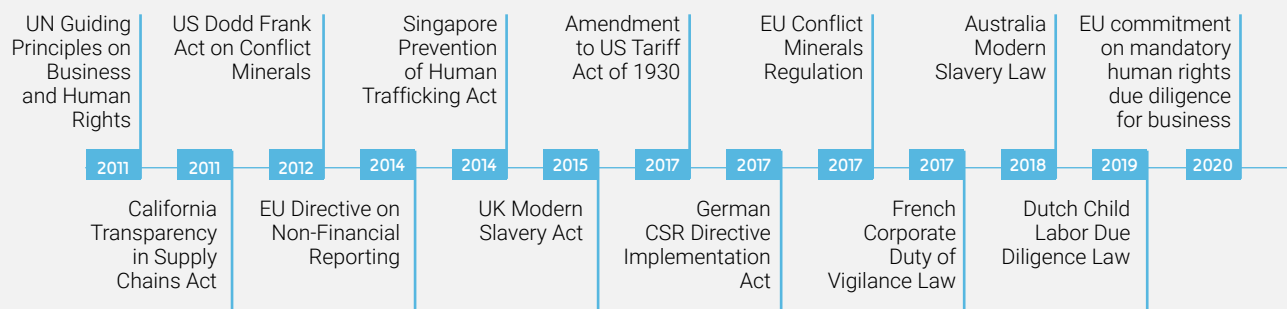 UN Guiding
Principles on
Business
and Human
Rights
US Dodd Frank
Act on Conflict
Minerals
Singapore
Prevention
of Human
Trafficking Act
Amendment
to US Tariff
Act of 1930
EU Conflict
Minerals
Regulation
Australia
Modern
Slavery Law
EU commitment
on mandatory
human rights
due diligence
for business
2011 2011 2012 2014 2014 2015 2017 2017 2017 2017 2018 2019 2020
California
Transparency
in Supply
Chains Act
EU Directive on
Non-Financial
Reporting
UK Modern
Slavery Act
German
CSR Directive
Implementation
Act
French
Corporate
Duty of
Vigilance Law
Dutch Child
Labor Due
Diligence Law